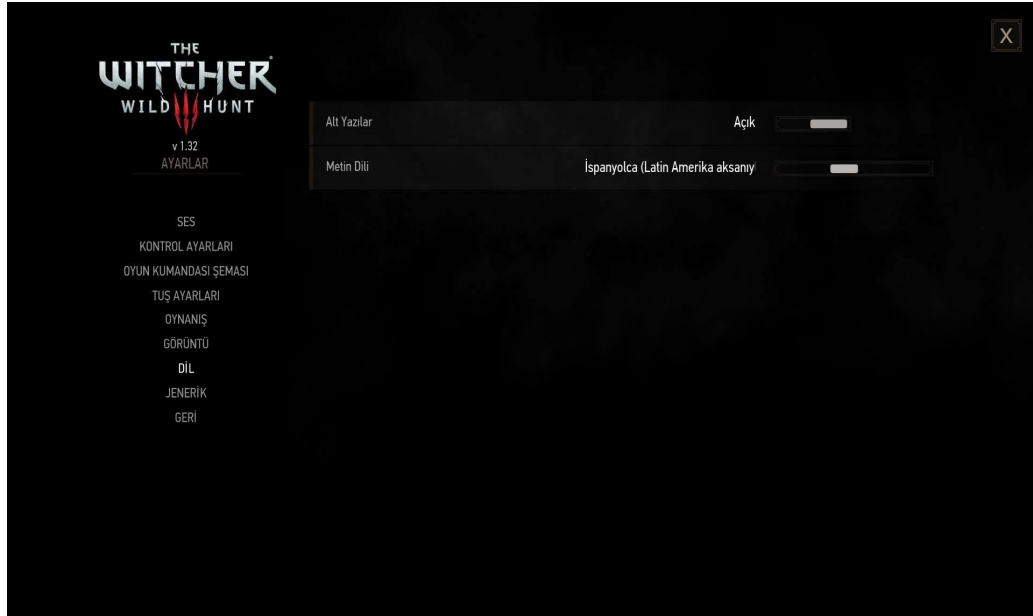 THE
WITCHER
WILD HUNT
v 1.32
AYARLAR
SES
KONTROL AYARLARI
OYUN KUMANDASI ŞEMASI
TUŞ AYARLARI
OYNANIŞ
GÖRÜNTÜ
DİL
JENERİK
GERİ
Alt Yazılar Açık
Metin Dili İspanyolca (Latin Amerika aksanıy
X